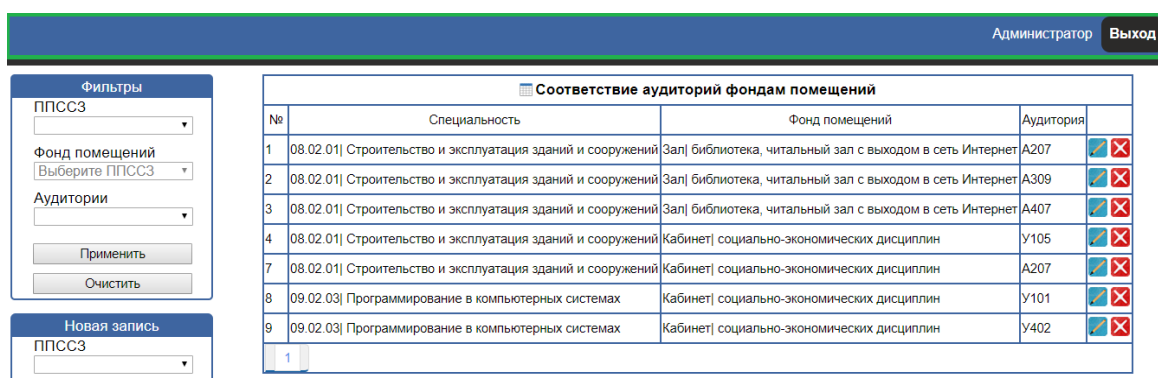 Администратор Выход
Фильтры
ППССЗ
Фонд помещений
Выберите ППССЗ
Аудитории
Применить
Очистить
Новая запись
ППССЗ
Соответствие аудиторий фондам помещений
№ Специальность Фонд помещений Аудитория
1 08.02.01| Строительство и эксплуатация зданий и сооружений Зал| библиотека, читальный зал с выходом в сеть Интернет А207
2 08.02.01| Строительство и эксплуатация зданий и сооружений Зал| библиотека, читальный зал с выходом в сеть Интернет А309
3 08.02.01| Строительство и эксплуатация зданий и сооружений Зал| библиотека, читальный зал с выходом в сеть Интернет А407
4 08.02.01| Строительство и эксплуатация зданий и сооружений Кабинет| социально-экономических дисциплин У105
7 08.02.01| Строительство и эксплуатация зданий и сооружений Кабинет| социально-экономических дисциплин А207
8 09.02.03| Программирование в компьютерных системах Кабинет| социально-экономических дисциплин У101
9 09.02.03| Программирование в компьютерных системах Кабинет| социально-экономических дисциплин У402
1